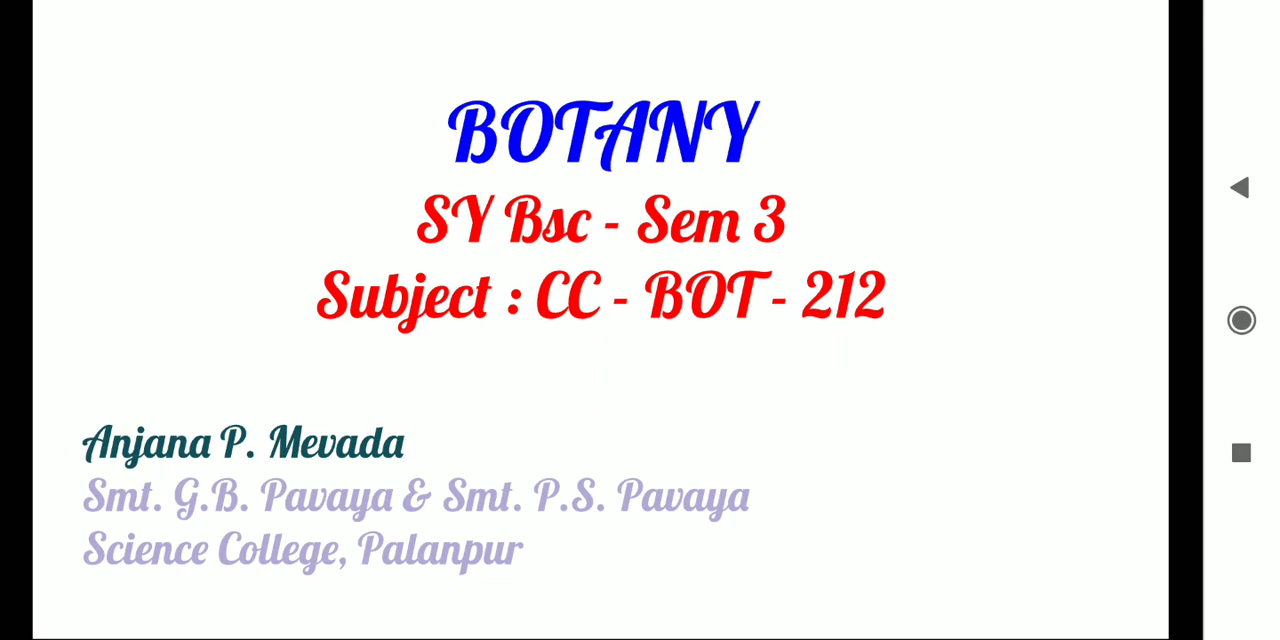 BOTANY
SY Bsc - Sem 3
Subject : CC - BOT - 212
Anjana P. Mevada
Smt. G.B. Pavaya & Smt. P.S. Pavaya
Science College, Palanpur